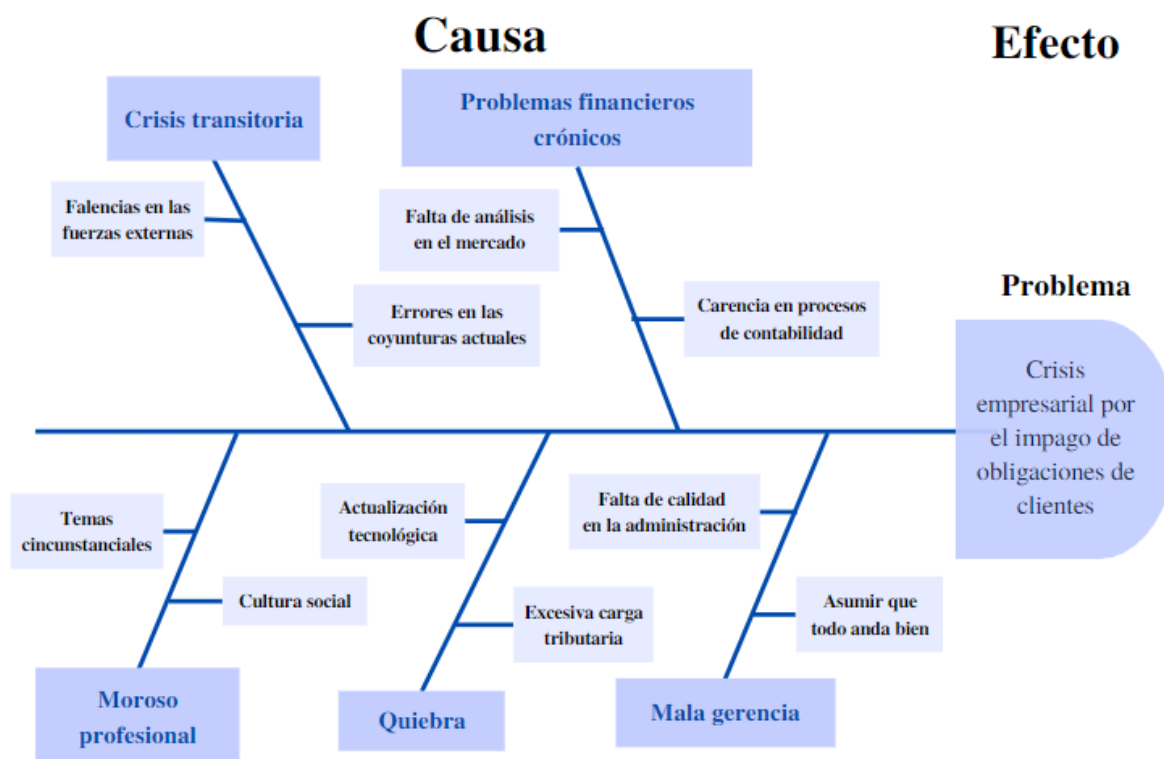 Causa
Efecto
Crisis transitoria
Problemas financieros
crónicos
Falencias en las
fuerzas externas
Falta de análisis
en el mercado
Errores en las
coyunturas actuales
Carencia en procesos
de contabilidad
Problema
Crisis
empresarial por
el impago de
obligaciones de
clientes
Temas
cincunstanciales
Cultura social
Actualización
tecnológica
Excesiva carga
tributaria
Falta de calidad
en la administración
Asumir que
todo anda bien
Moroso
profesional
Quiebra
Mala gerencia